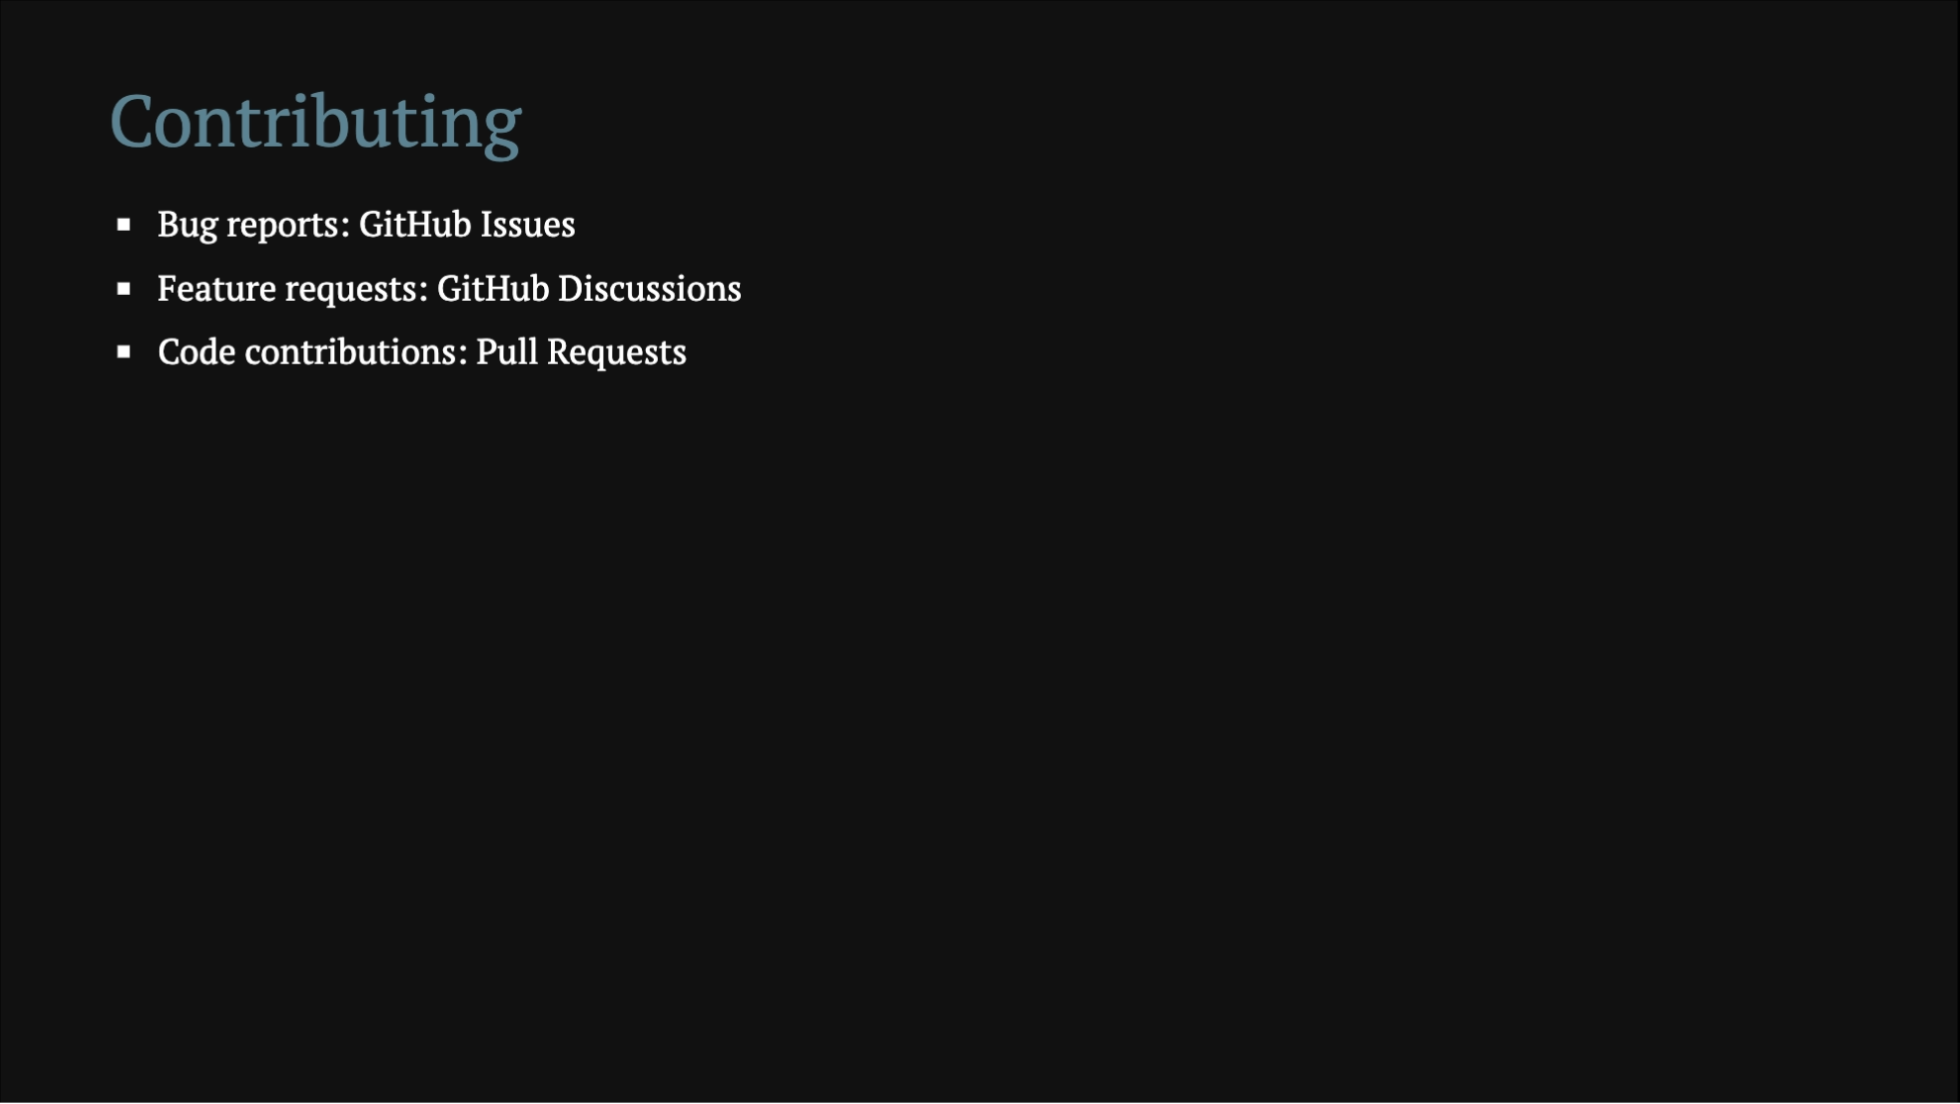 Contributing
▪ Bug reports: GitHub Issues
▪ Feature requests: GitHub Discussions
▪ Code contributions: Pull Requests